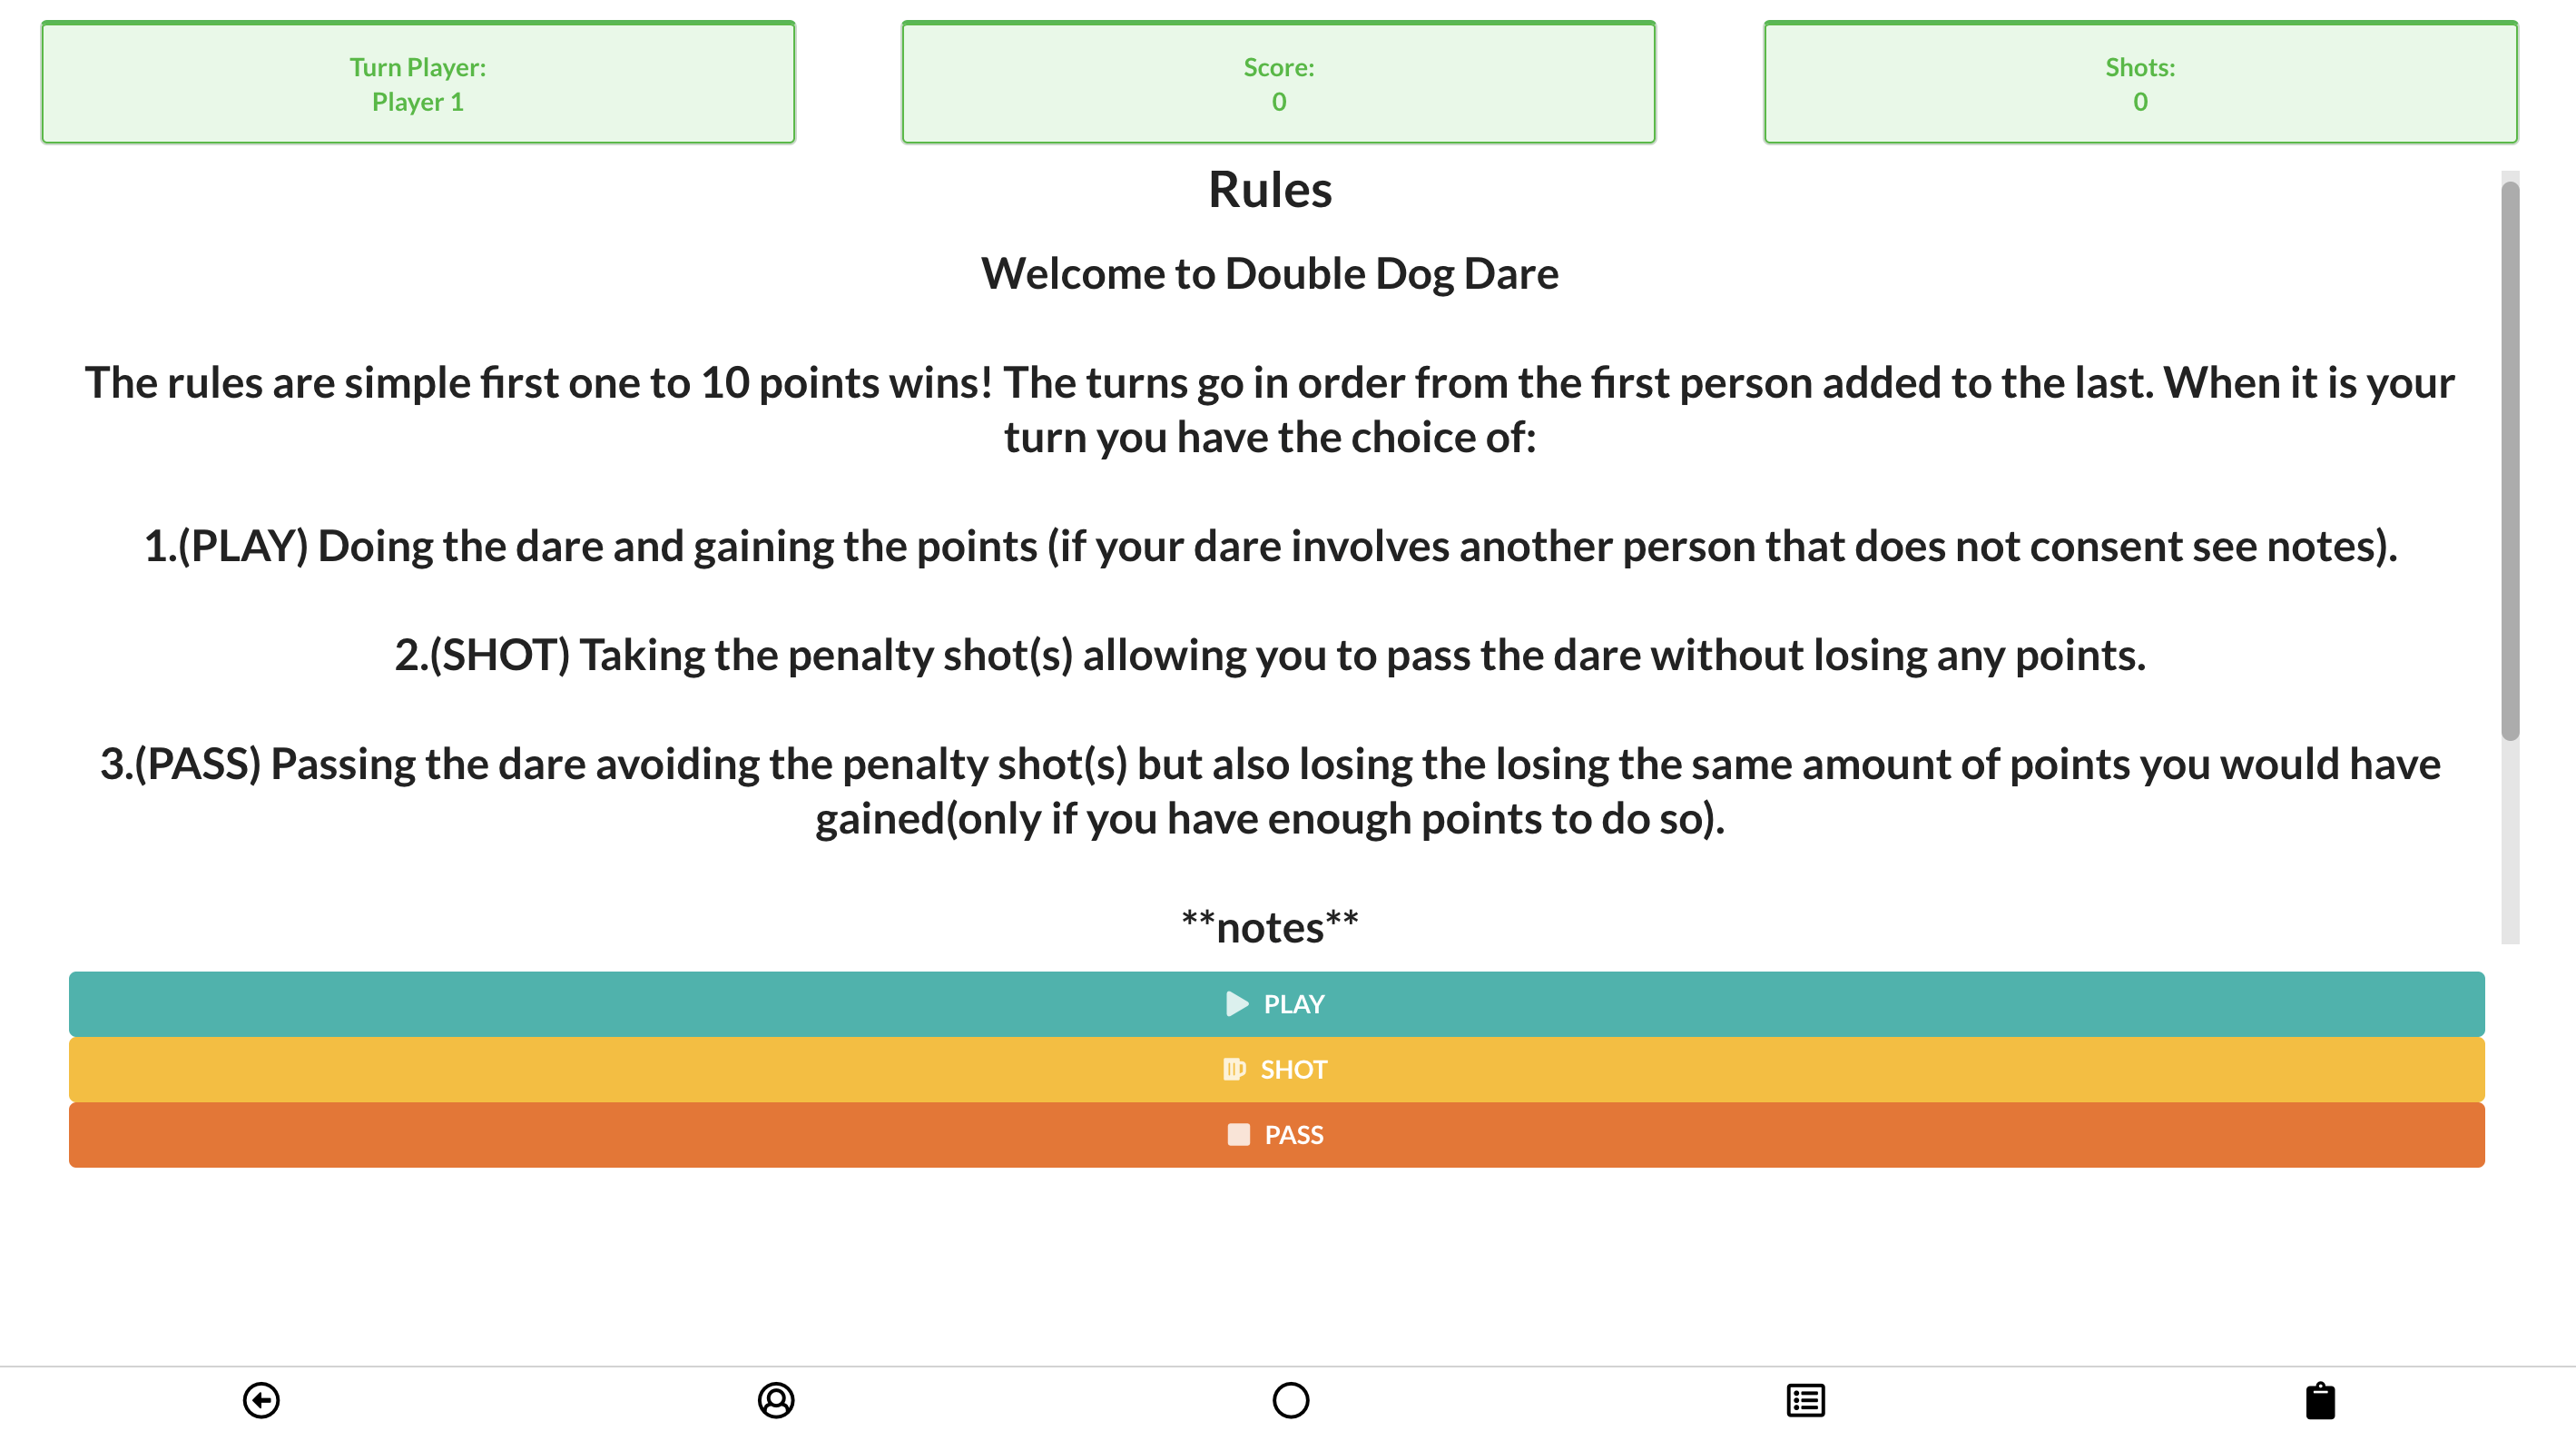 Turn Player:
Player 1
Score:
0
Shots:
0
Rules
Welcome to Double Dog Dare
The rules are simple first one to 10 points wins! The turns go in order from the first person added to the last. When it is your
turn you have the choice of:
1.(PLAY) Doing the dare and gaining the points (if your dare involves another person that does not consent see notes).
2.(SHOT) Taking the penalty shot(s) allowing you to pass the dare without losing any points.
3.(PASS) Passing the dare avoiding the penalty shot(s) but also losing the losing the same amount of points you would have
gained(only if you have enough points to do so).
**notes**
PLAY
SHOT
PASS